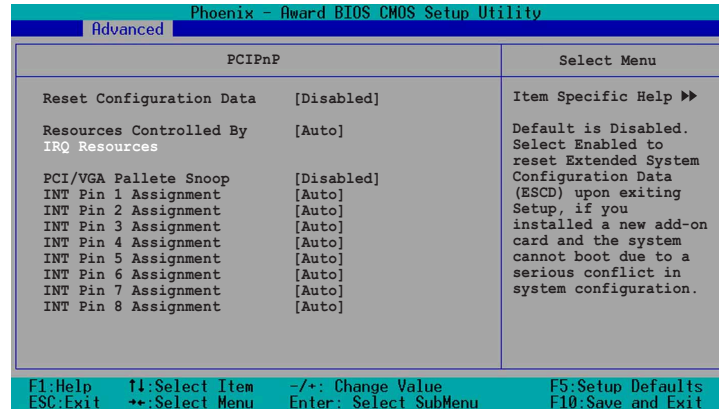 Phoenix - Award BIOS CMOS Setup Utility
Advanced
PCIPnP
Select Menu
Reset Configuration Data [Disabled]
Resources Controlled By [Auto]
IRQ Resources
PCI/VGA Pallete Snoop [Disabled]
INT Pin 1 Assignment [Auto]
INT Pin 2 Assignment [Auto]
INT Pin 3 Assignment [Auto]
INT Pin 4 Assignment [Auto]
INT Pin 5 Assignment [Auto]
INT Pin 6 Assignment [Auto]
INT Pin 7 Assignment [Auto]
INT Pin 8 Assignment [Auto]
Item Specific Help ▶▶
Default is Disabled.
Select Enabled to
reset Extended System
Configuration Data
(ESCD) upon exiting
Setup, if you
installed a new add-on
card and the system
cannot boot due to a
serious conflict in
system configuration.
F1:Help ↑↓:Select Item -/+: Change Value F5:Setup Defaults
ESC:Exit →←:Select Menu Enter: Select SubMenu F10:Save and Exit